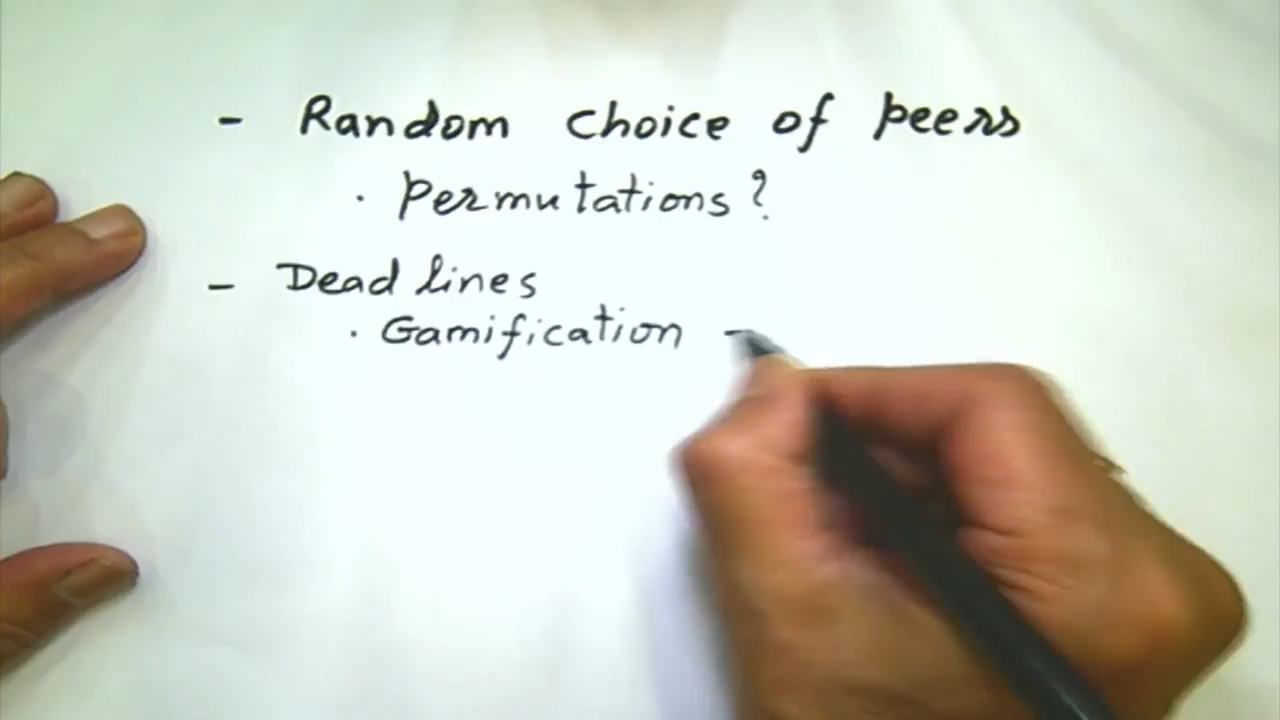 - Random choice of peers
· Permutations?
- Dead lines
· Gamification -